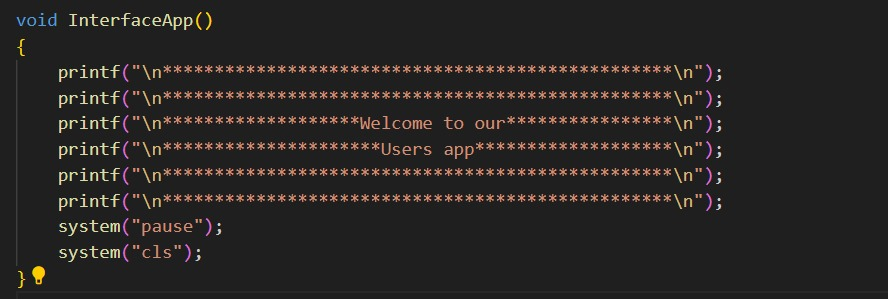 void InterfaceApp()
{
    printf("\n*************************************************\n");
    printf("\n*************************************************\n");
    printf("\n*******************Welcome to our****************\n");
    printf("\n*********************Users app*******************\n");
    printf("\n*************************************************\n");
    printf("\n*************************************************\n");
    system("pause");
    system("cls");
}